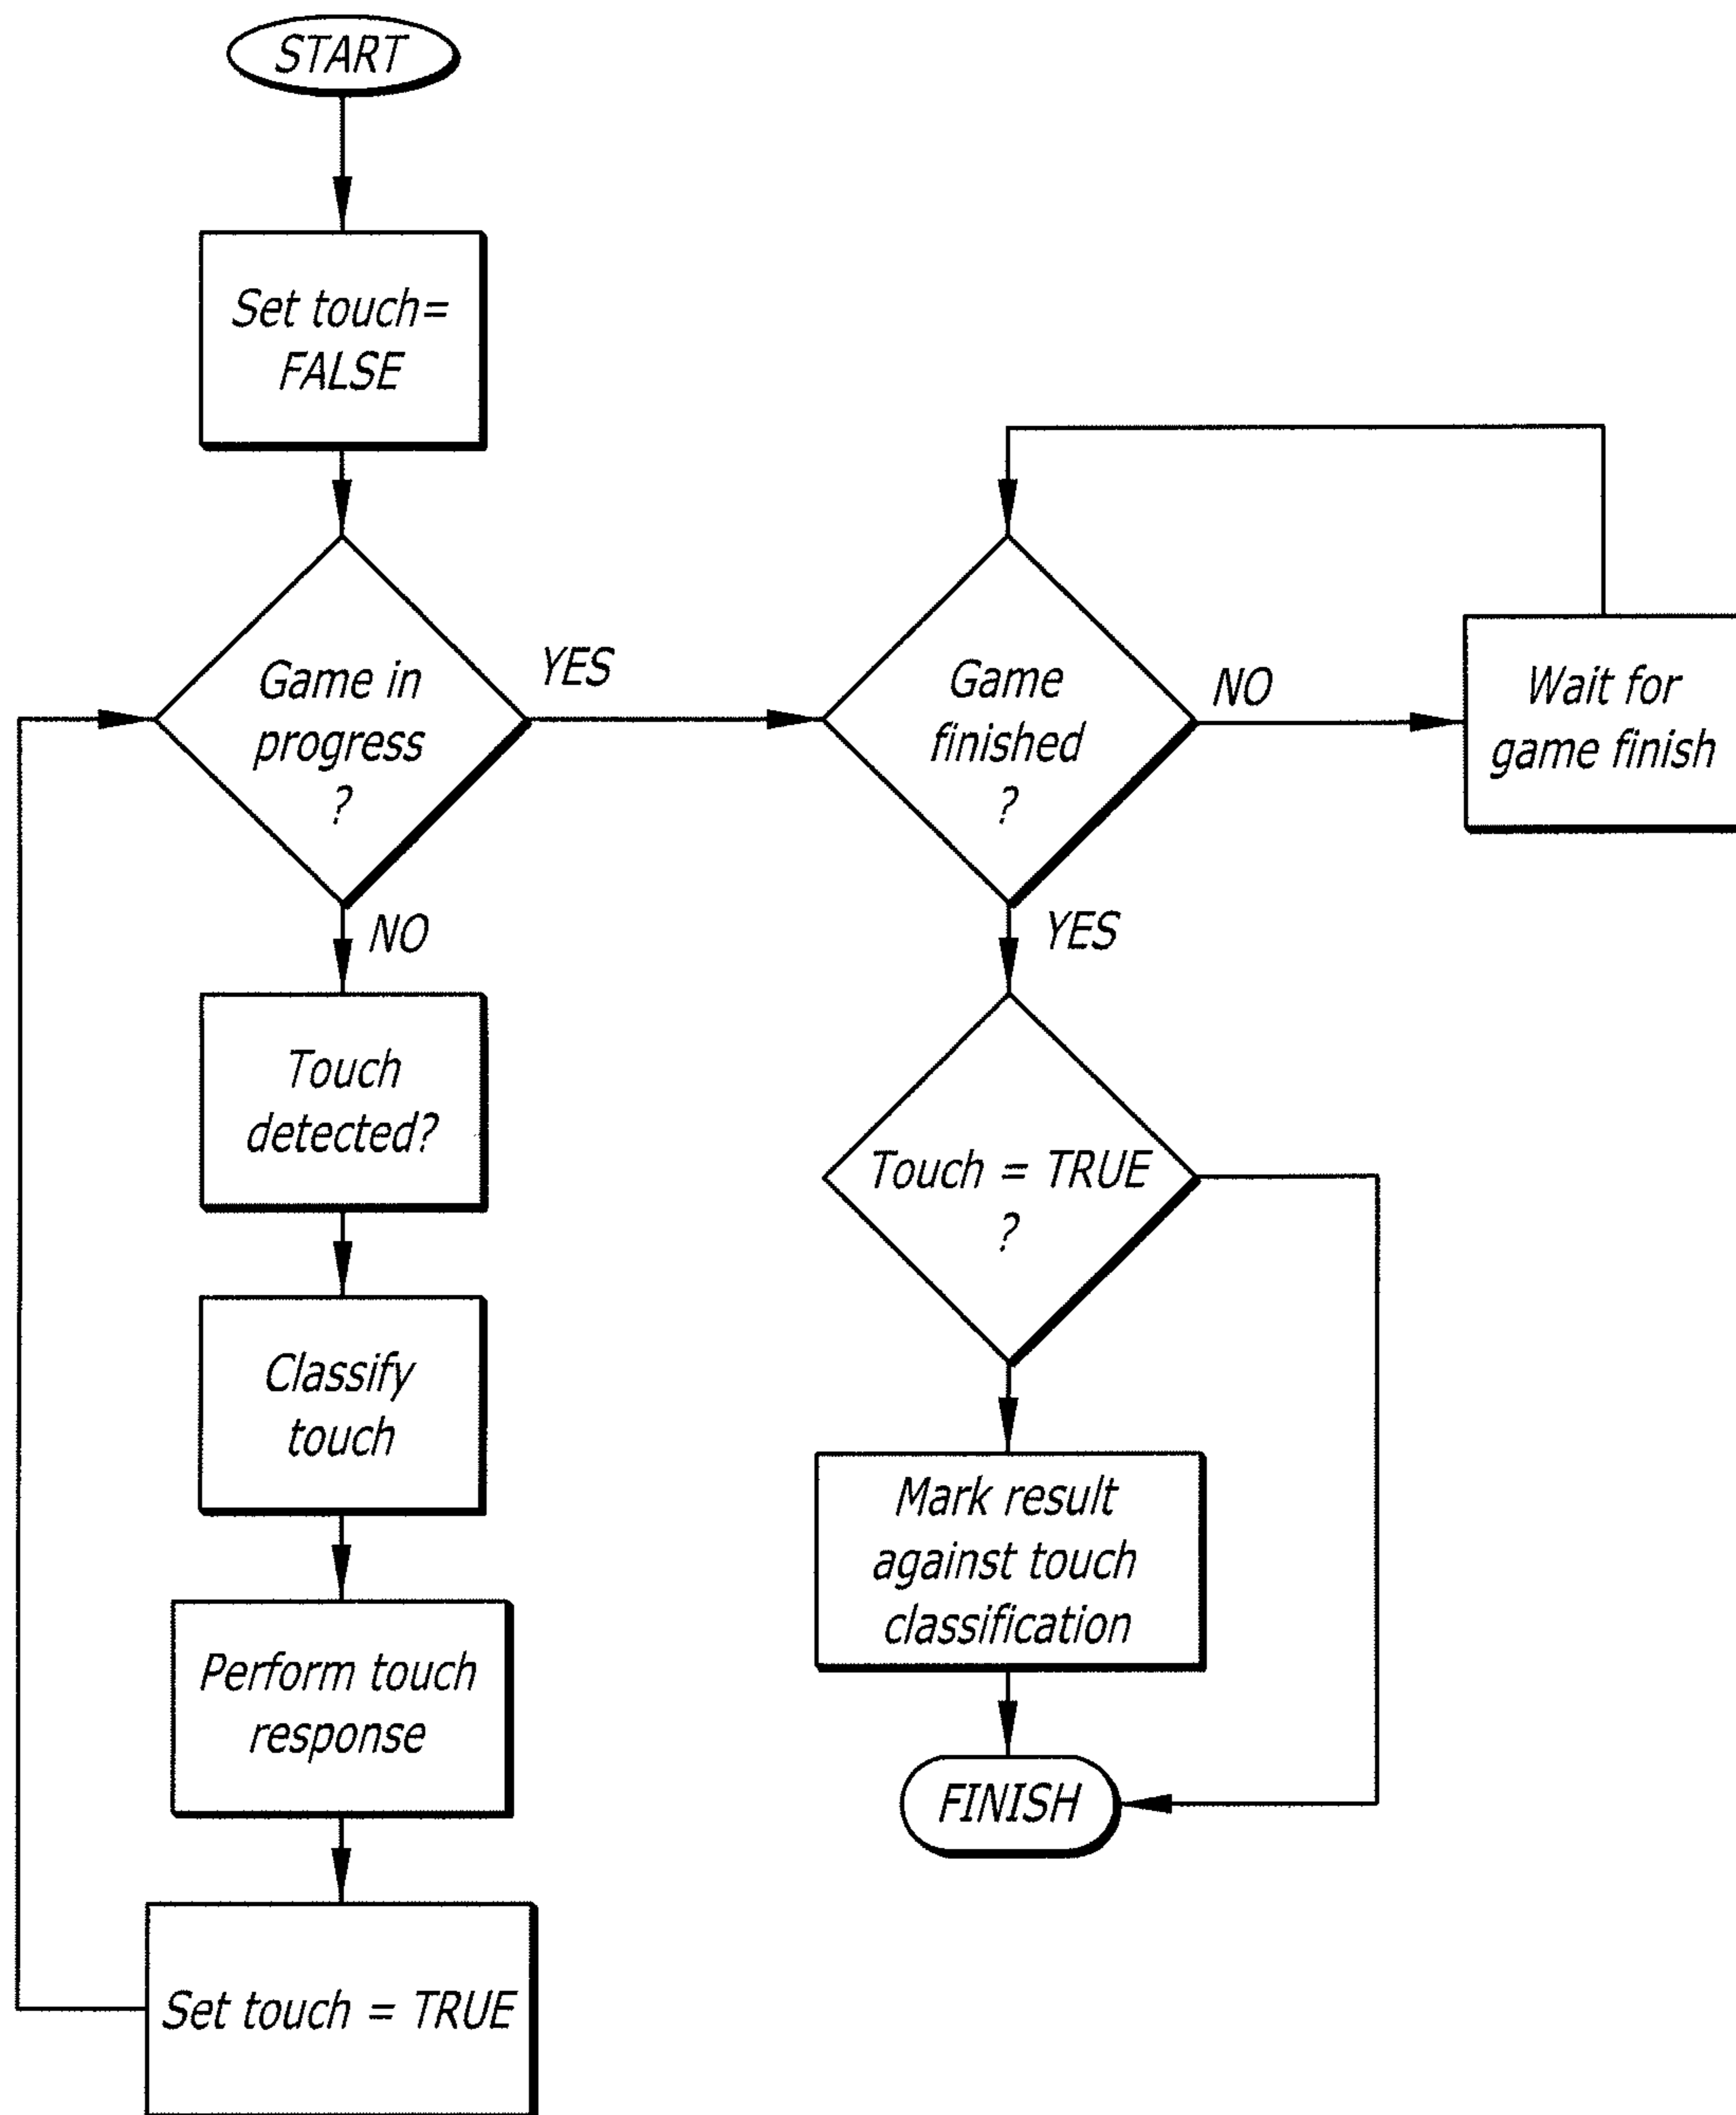 START
Set touch=
FALSE
Game in
progress
?
YES
NO
Touch
detected?
Classify
touch
Perform touch
response
Set touch = TRUE
Game
finished
?
NO
Wait for
game finish
YES
Touch = TRUE
?
Mark result
against touch
classification
FINISH